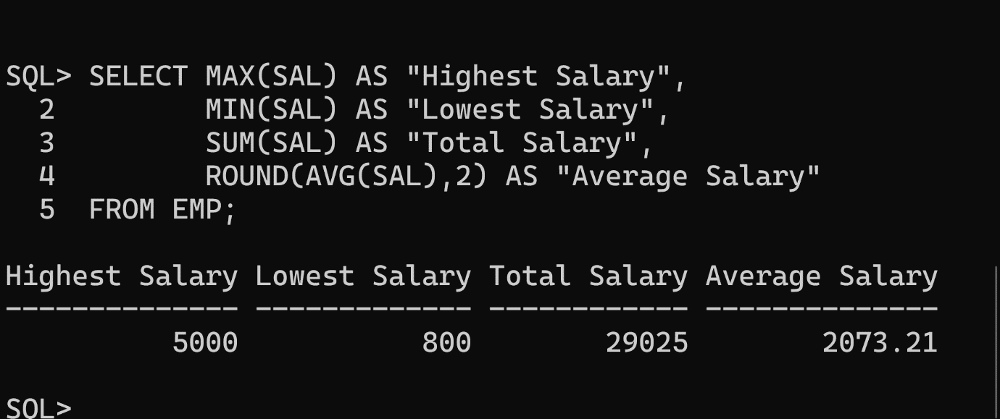 SQL> SELECT MAX(SAL) AS "Highest Salary",
  2         MIN(SAL) AS "Lowest Salary",
  3         SUM(SAL) AS "Total Salary",
  4         ROUND(AVG(SAL),2) AS "Average Salary"
  5  FROM EMP;
Highest Salary Lowest Salary Total Salary Average Salary
-------------- ------------- ------------ --------------
          5000           800        29025        2073.21
SQL>